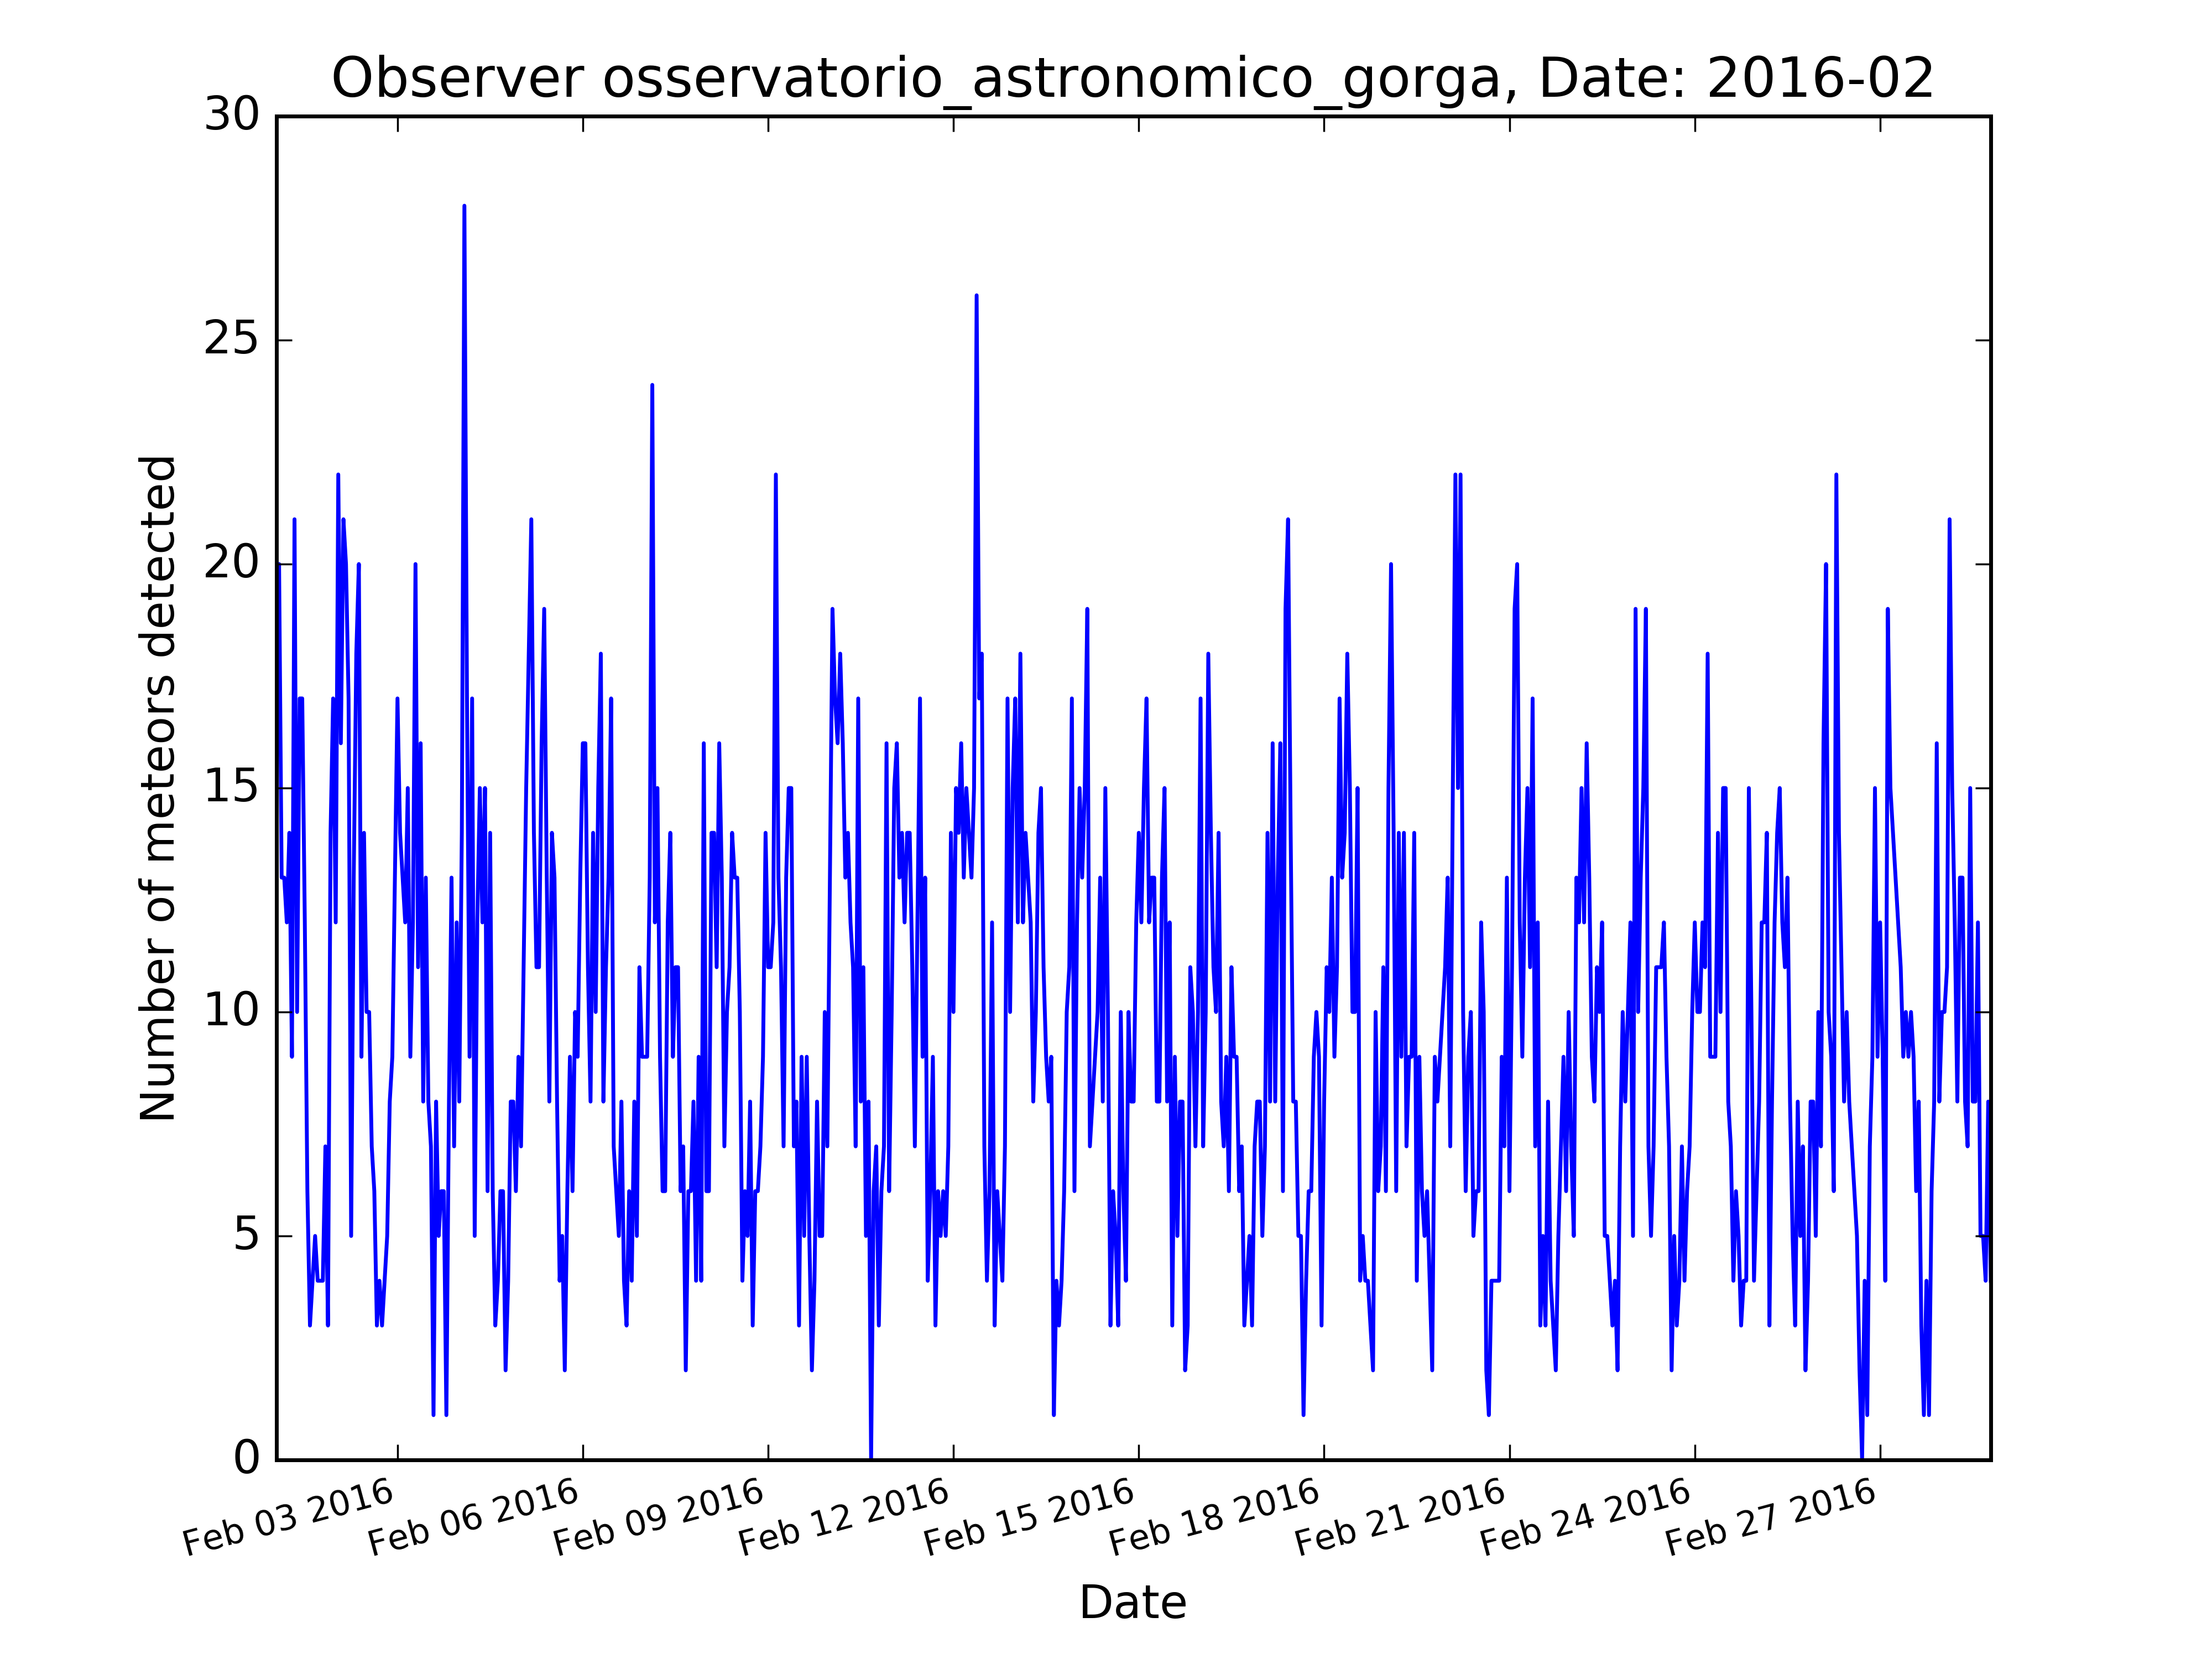 Observer osservatorio_astronomico_gorga, Date: 2016-02
Number of meteors detected
30
25
20
15
10
5
0
Feb 03 2016
Feb 06 2016
Feb 09 2016
Feb 12 2016
Feb 15 2016
Feb 18 2016
Feb 21 2016
Feb 24 2016
Feb 27 2016
Date